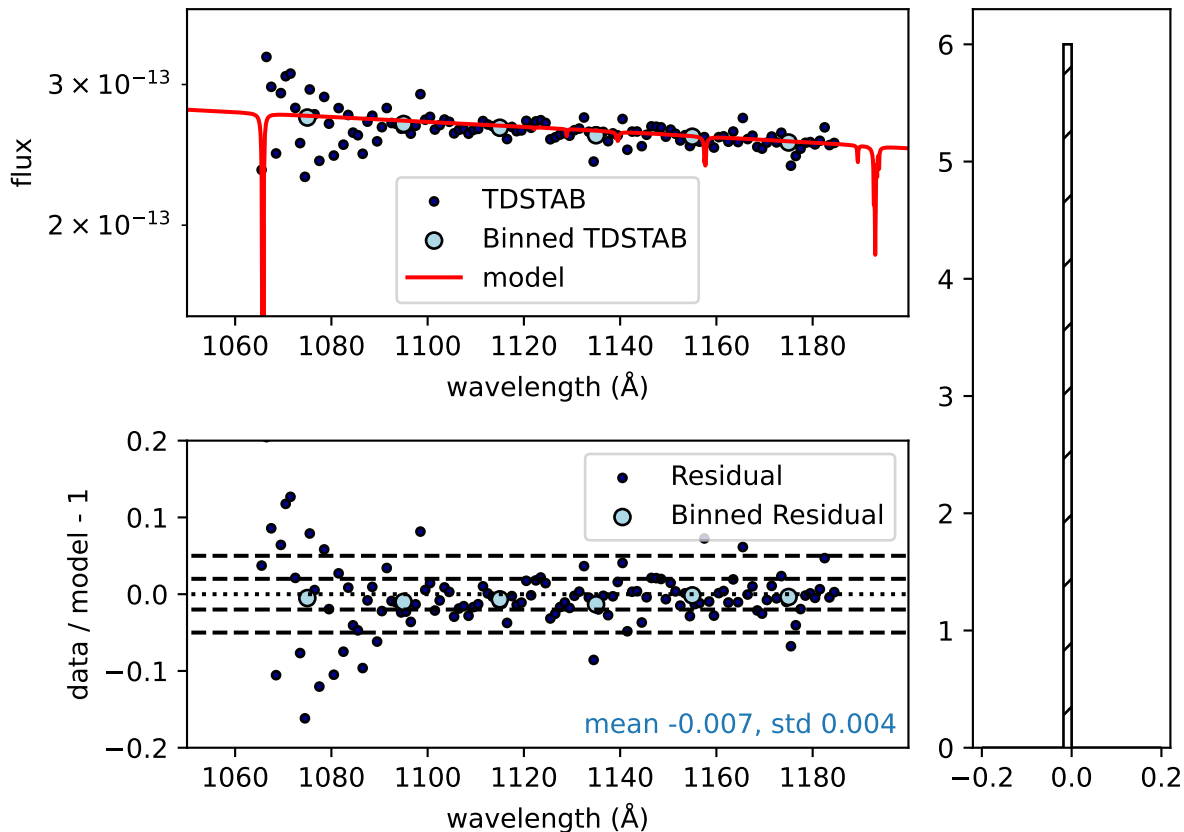 3 × 10⁻¹³
2 × 10⁻¹³
flux
TDSTAB
Binned TDSTAB
model
1060 1080 1100 1120 1140 1160 1180
wavelength (Å)
0.2
0.1
0.0
−0.1
−0.2
data / model - 1
Residual
Binned Residual
mean -0.007, std 0.004
1060 1080 1100 1120 1140 1160 1180
wavelength (Å)
6
5
4
3
2
1
0
−0.2 0.0 0.2